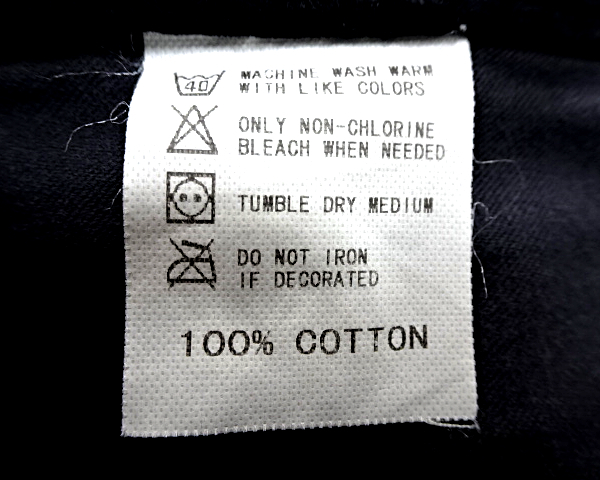 40 MACHINE WASH WARM
WITH LIKE COLORS
ONLY NON-CHLORINE
BLEACH WHEN NEEDED
TUMBLE DRY MEDIUM
DO NOT IRON
IF DECORATED
100% COTTON